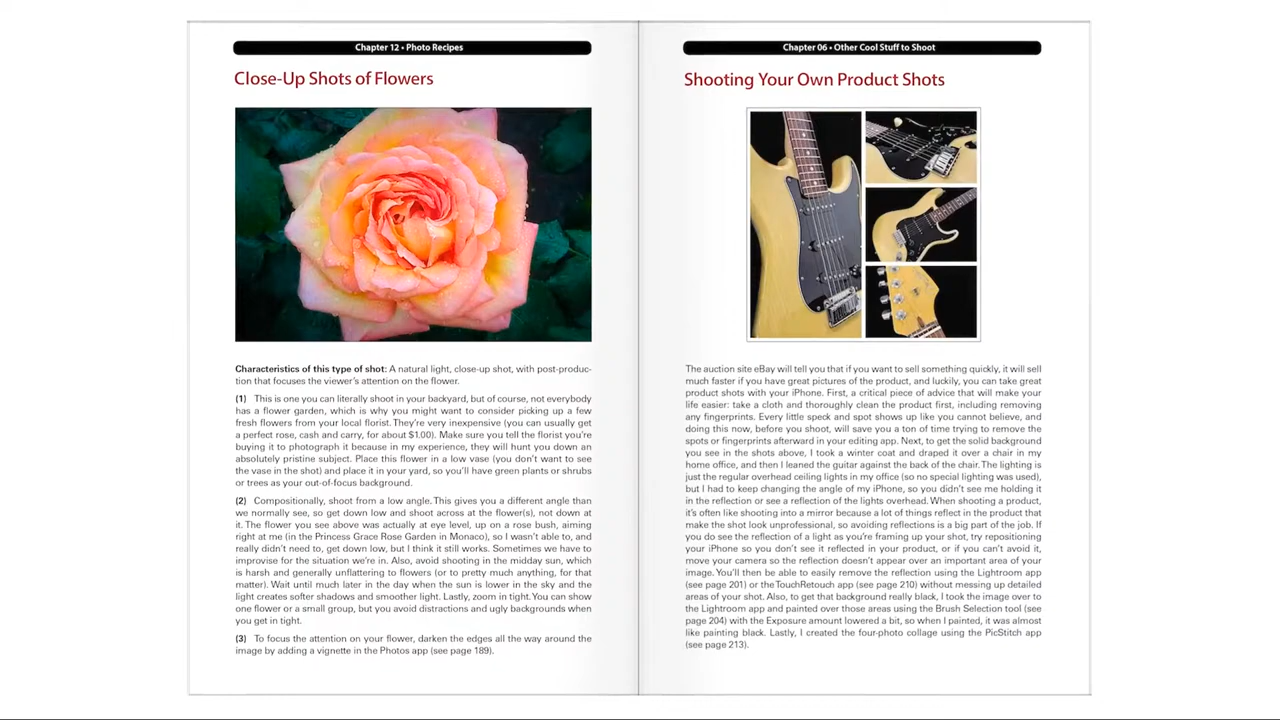 Chapter 12 • Photo Recipes
Close-Up Shots of Flowers
Characteristics of this type of shot: A natural light, close-up shot, with post-produc-
tion that focuses the viewer's attention on the flower.
(1) This is one you can literally shoot in your backyard, but of course, not everybody
has a flower garden, which is why you might want to consider picking up a few
fresh flowers from your local florist. They're very inexpensive (you can usually get
a perfect rose, cash and carry, for about $1.00). Make sure you tell the florist you're
buying it to photograph it because in my experience, they will hunt you down an
absolutely pristine subject. Place this flower in a low vase (you don't want to see
the vase in the shot) and place it in your yard, so you'll have green plants or shrubs
or trees as your out-of-focus background.
(2) Compositionally, shoot from a low angle. This gives you a different angle than
we normally see, so get down low and shoot across at the flower(s), not down at
it. The flower you see above was actually at eye level, up on a rose bush, aiming
right at me (in the Princess Grace Rose Garden in Monaco), so I wasn't able to, and
really didn't need to, get down low, but I think it still works. Sometimes we have to
improvise for the situation we're in. Also, avoid shooting in the midday sun, which
is harsh and generally unflattering to flowers (or to pretty much anything, for that
matter). Wait until much later in the day when the sun is lower in the sky and the
light creates softer shadows and smoother light. Lastly, zoom in tight. You can show
one flower or a small group, but you avoid distractions and ugly backgrounds when
you get in tight.
(3) To focus the attention on your flower, darken the edges all the way around the
image by adding a vignette in the Photos app (see page 189).
Chapter 06 • Other Cool Stuff to Shoot
Shooting Your Own Product Shots
The auction site eBay will tell you that if you want to sell something quickly, it will sell
much faster if you have great pictures of the product, and luckily, you can take great
product shots with your iPhone. First, a critical piece of advice that will make your
life easier: take a cloth and thoroughly clean the product first, including removing
any fingerprints. Every little speck and spot shows up like you cannot believe, and
doing this now, before you shoot, will save you a ton of time trying to remove the
spots or fingerprints afterward in your editing app. Next, to get the solid background
you see in the shots above, I took a winter coat and draped it over a chair in my
home office, and then I leaned the guitar against the back of the chair. The lighting is
just the regular overhead ceiling lights in my office (so no special lighting was used),
but I had to keep changing the angle of my iPhone, so you didn't see me holding it
in the reflection or see a reflection of the lights overhead. When shooting a product,
it's often like shooting into a mirror because a lot of things reflect in the product that
make the shot look unprofessional, so avoiding reflections is a big part of the job. If
you do see the reflection of a light as you're framing up your shot, try repositioning
your iPhone so you don't see it reflected in your product, or if you can't avoid it,
move your camera so the reflection doesn't appear over an important area of your
image. You'll then be able to easily remove the reflection using the Lightroom app
(see page 201) or the TouchRetouch app (see page 210) without messing up detailed
areas of your shot. Also, to get that background really black, I took the image over to
the Lightroom app and painted over those areas using the Brush Selection tool (see
page 204) with the Exposure amount lowered a bit, so when I painted, it was almost
like painting black. Lastly, I created the four-photo collage using the PicStitch app
(see page 213).